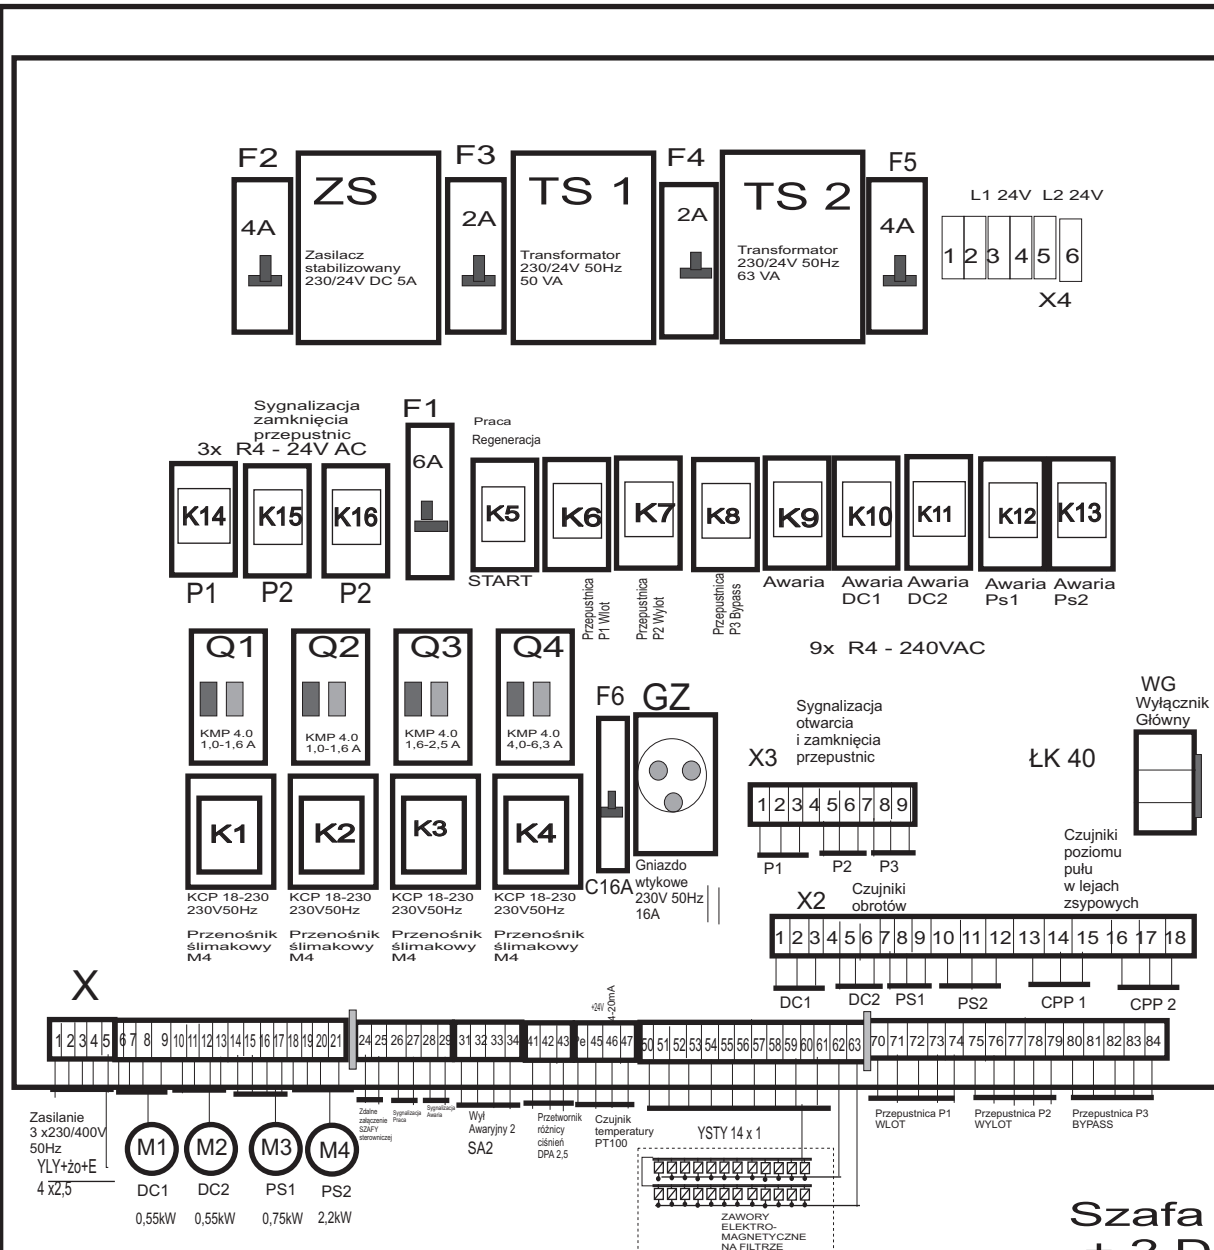 F2
F3
F4
F5
ZS
TS 1
TS 2
4A
2A
2A
4A
L1 24V L2 24V
Zasilacz
stabilizowany
230/24V DC 5A
Transformator
230/24V 50Hz
50 VA
Transformator
230/24V 50Hz
63 VA
1 2 3 4 5 6
X4
Sygnalizacja
zamknięcia
przepustnic
3x R4 - 24V AC
F1
6A
Praca
Regeneracja
K14 K15 K16
K5 K6 K7 K8 K9 K10 K11 K12 K13
P1 P2 P2
START
Przepustnica
P1 Wlot
Przepustnica
P2 Wylot
Przepustnica
P3 Bypass
Awaria
Awaria
DC1
Awaria
DC2
Awaria
Ps1
Awaria
Ps2
9x R4 - 240VAC
Q1 Q2 Q3 Q4
KMP 4.0
1,0-1,6 A
KMP 4.0
1,0-1,6 A
KMP 4.0
1,6-2,5 A
KMP 4.0
4,0-6,3 A
F6
GZ
C16A
Gniazdo
wtykowe
230V 50Hz
16A
K1 K2 K3 K4
KCP 18-230
230V50Hz
KCP 18-230
230V50Hz
KCP 18-230
230V50Hz
KCP 18-230
230V50Hz
Przenośnik
ślimakowy
M4
Przenośnik
ślimakowy
M4
Przenośnik
ślimakowy
M4
Przenośnik
ślimakowy
M4
Sygnalizacja
otwarcia
i zamknięcia
przepustnic
X3
1 2 3 4 5 6 7 8 9
P1 P2 P3
ŁK 40
WG
Wyłącznik
Główny
Czujniki
poziomu
pułu
w lejach
zsypowych
X2
Czujniki
obrotów
1 2 3 4 5 6 7 8 9 10 11 12 13 14 15 16 17 18
DC1 DC2 PS1 PS2 CPP 1 CPP 2
X
+24V
4-20mA
1 2 3 4 5 6 7 8 9 10 11 12 13 14 15 16 17 18 19 20 21 24 25 26 27 28 29 31 32 33 34 41 42 43 Pe 45 46 47 50 51 52 53 54 55 56 57 58 59 60 61 62 63 70 71 72 73 74 75 76 77 78 79 80 81 82 83 84
Zasilanie
3 x230/400V
50Hz
YLY+żo+E
4 x2,5
M1 M2 M3 M4
DC1 DC2 PS1 PS2
0,55kW 0,55kW 0,75kW 2,2kW
Zdalne
załączenie
SZAFY
sterowniczej
Sygnalizacja
Praca
Sygnalizacja
Awaria
Wył
Awaryjny 2
SA2
Przetwornik
różnicy
ciśnień
DPA 2,5
Czujnik
temperatury
PT100
YSTY 14 x 1
Przepustnica P1
WLOT
Przepustnica P2
WYLOT
Przepustnica P3
BYPASS
ZAWORY
ELEKTRO-
MAGNETYCZNE
NA FILTRZE
Szafa